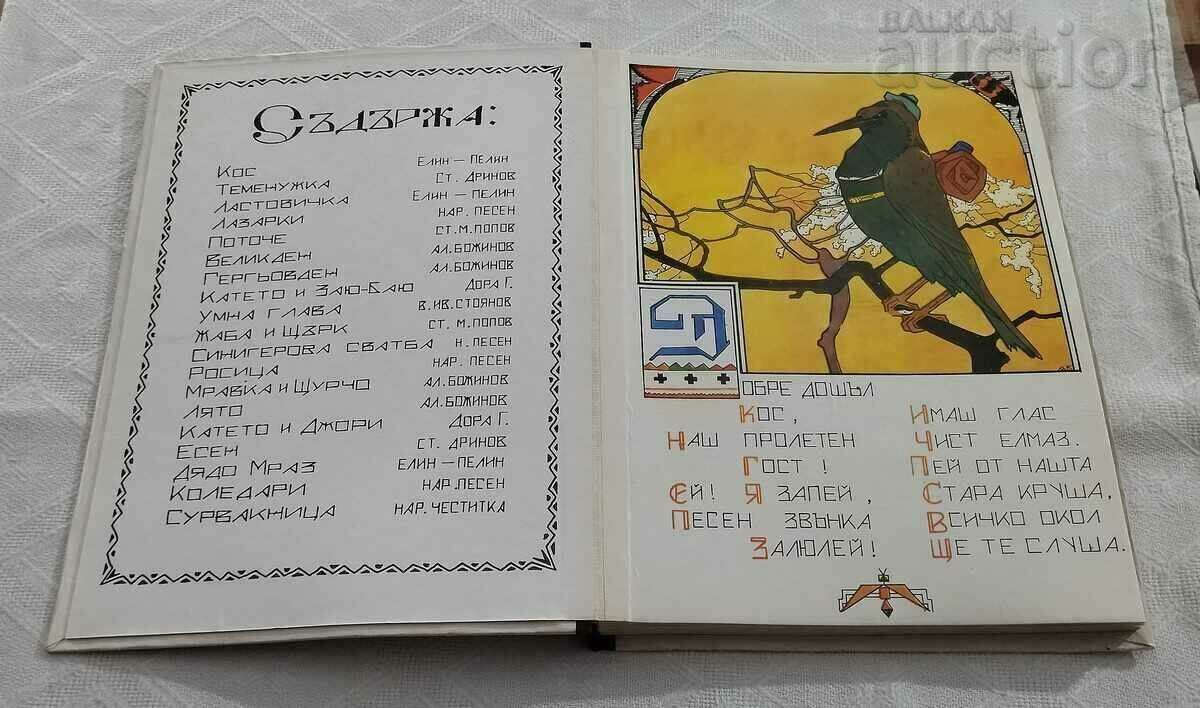 BALKAN
auction
СЪДЪРЖА:
КОС ЕЛИН – ПЕЛИН
ТЕМЕНУЖКА СТ. ДРИНОВ
ЛАСТОВИЧКА ЕЛИН – ПЕЛИН
ЛАЗАРКИ НАР. ПЕСЕН
ПОТОЧЕ СТ. М. ПОПОВ
ВЕЛИКДЕН АЛ. БОЖИНОВ
ГЕРГЬОВДЕН АЛ. БОЖИНОВ
КАТЕТО И ЗАЮ-БАЮ ДОРА Г.
УМНА ГЛАВА В. ИВ. СТОЯНОВ
ЖАБА И ЩЪРК СТ. М. ПОПОВ
СИНИГЕРОВА СВАТБА Н. ПЕСЕН
РОСИЦА НАР. ПЕСЕН
МРАВКА И ЩУРЧО АЛ. БОЖИНОВ
ЛЯТО АЛ. БОЖИНОВ
КАТЕТО И ДЖОРИ ДОРА Г.
ЕСЕН СТ. ДРИНОВ
ДЯДО МРАЗ ЕЛИН – ПЕЛИН
КОЛЕДАРИ НАР. ПЕСЕН
СУРВАКНИЦА НАР. ЧЕСТИТКА
ДОБРЕ ДОШЪЛ
КОС,
НАШ ПРОЛЕТЕН
ГОСТ!
ЕЙ! Я ЗАПЕЙ,
ПЕСЕН ЗВЪНКА
ЗАЛЮЛЕЙ!
ИМАШ ГЛАС
ЧИСТ ЕЛМАЗ.
ПЕЙ ОТ НАШТА
СТАРА КРУША,
ВСИЧКО ОКОЛ
ЩЕ ТЕ СЛУША.